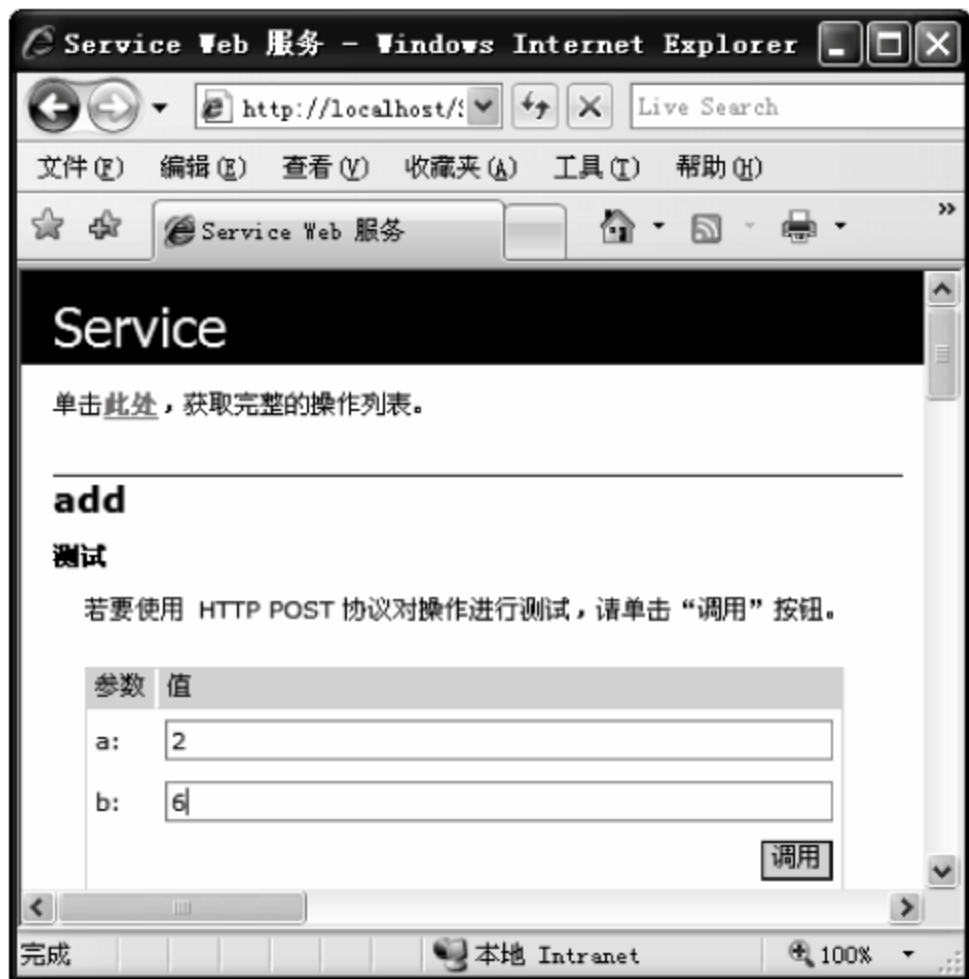 Service Web 服务 - Windows Internet Explorer
http://localhost/S
Live Search
文件(F) 编辑(E) 查看(V) 收藏夹(A) 工具(T) 帮助(H)
Service Web 服务
Service
单击此处，获取完整的操作列表。
add
测试
若要使用 HTTP POST 协议对操作进行测试，请单击“调用”按钮。
参数 值
a: 2
b: 6
调用
完成 本地 Intranet 100%